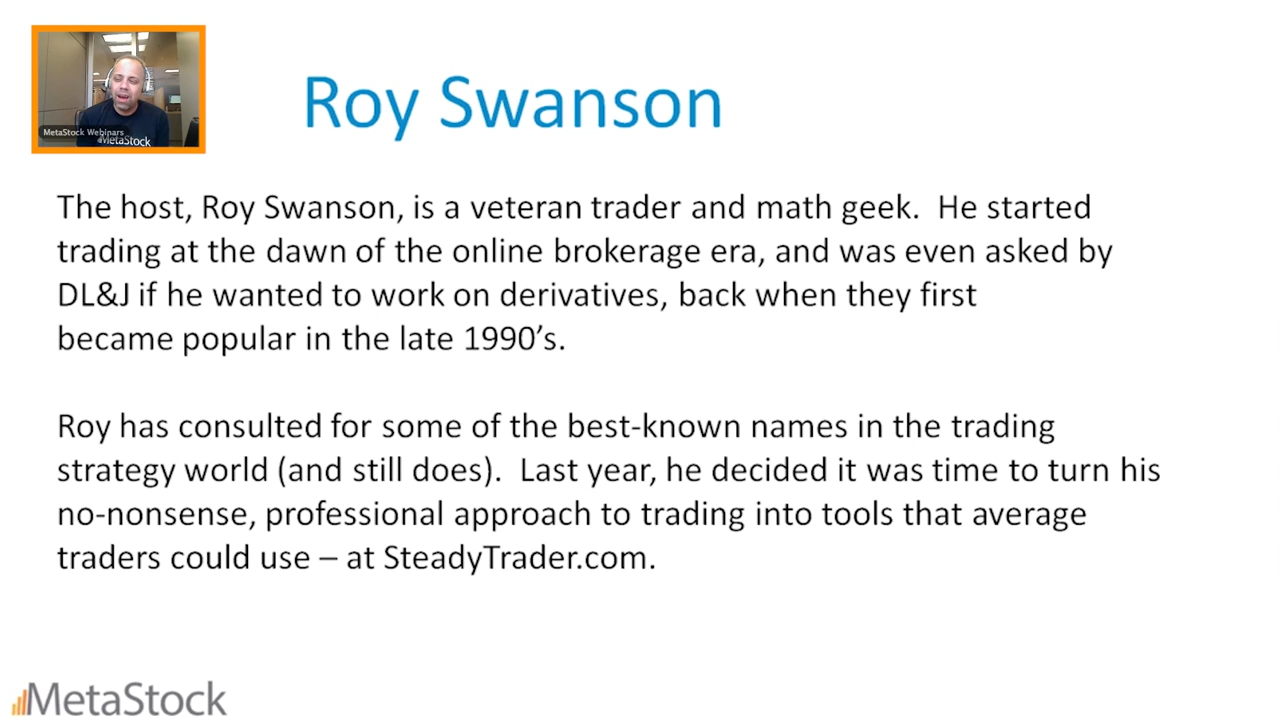 MetaStock Webinars
MetaStock
Roy Swanson
The host, Roy Swanson, is a veteran trader and math geek.  He started
trading at the dawn of the online brokerage era, and was even asked by
DL&J if he wanted to work on derivatives, back when they first
became popular in the late 1990’s.
Roy has consulted for some of the best-known names in the trading
strategy world (and still does).  Last year, he decided it was time to turn his
no-nonsense, professional approach to trading into tools that average
traders could use – at SteadyTrader.com.
MetaStock